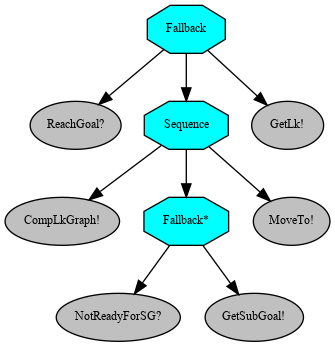 Fallback
ReachGoal?
Sequence
GetLk!
CompLkGraph!
Fallback*
MoveTo!
NotReadyForSG?
GetSubGoal!